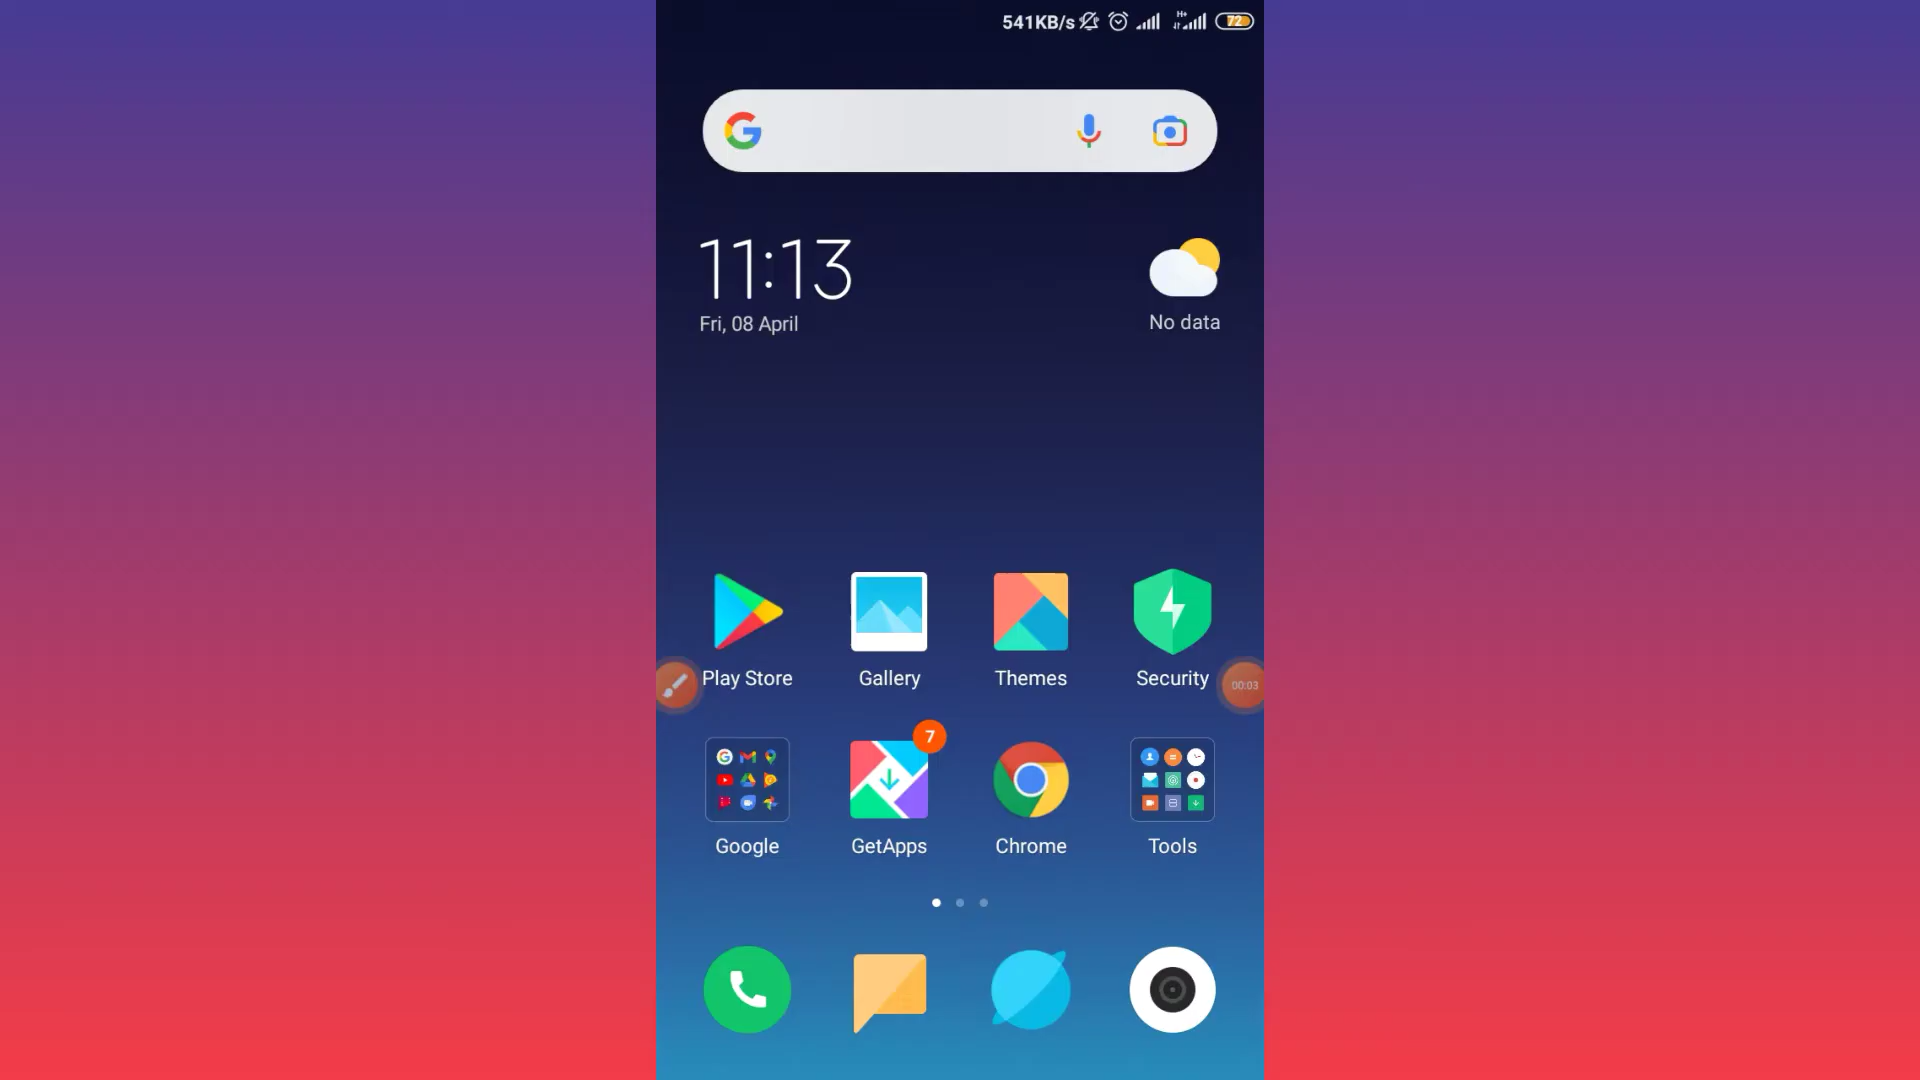 541KB/s H+ 72
11:13
Fri, 08 April
No data
Play Store Gallery Themes Security
00:03
7
Google GetApps Chrome Tools